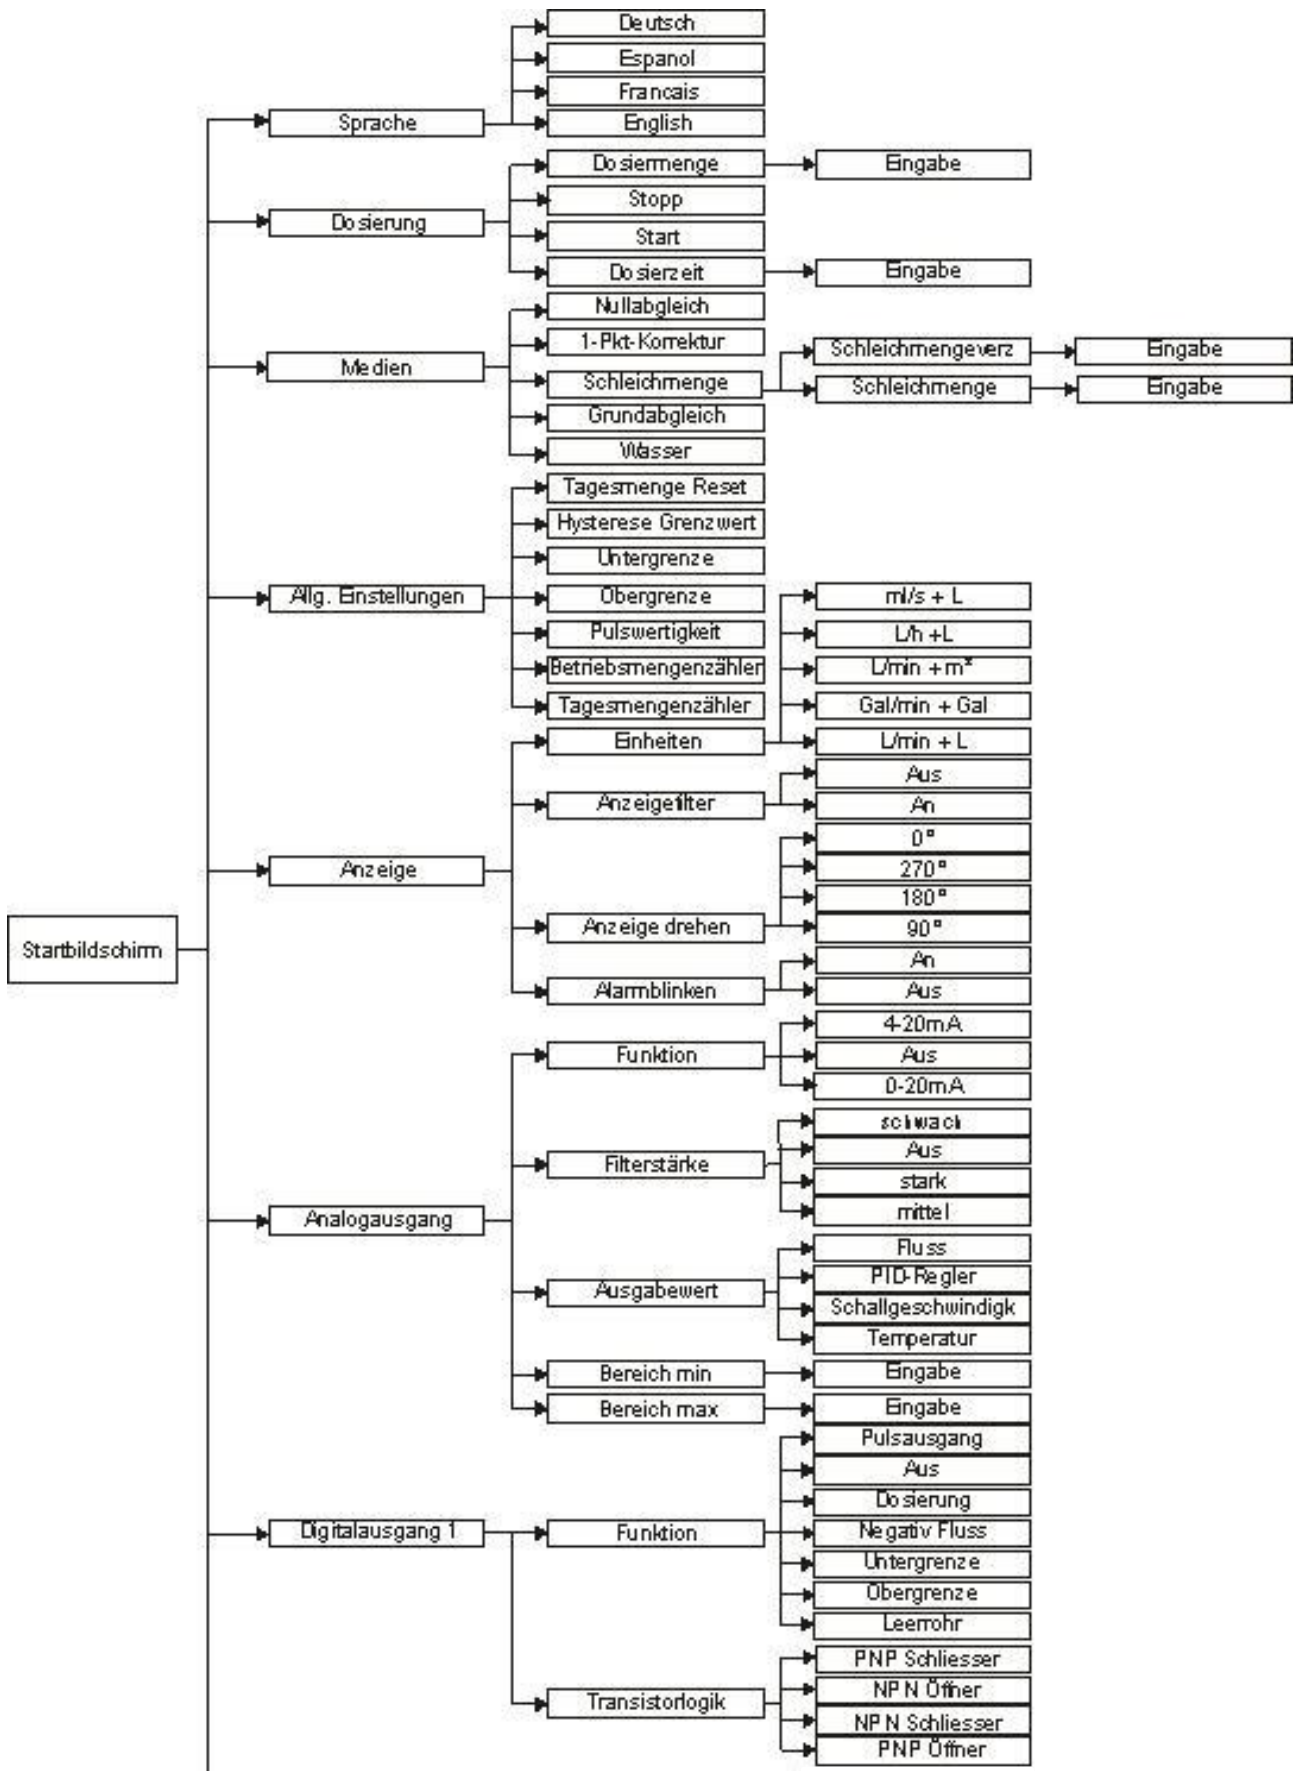 Deutsch
Espanol
Francais
Sprache
English
Dosiermenge
Eingabe
Stopp
Dosierung
Start
Dosierzeit
Eingabe
Nullabgleich
1-Pkt-Korrektur
Schleichmengeverz
Eingabe
Medien
Schleichmenge
Schleichmenge
Eingabe
Grundabgleich
Wasser
Tagesmenge Reset
Hysterese Grenzwert
Untergrenze
Allg. Einstellungen
Obergrenze
ml/s + L
Pulswertigkeit
L/h +L
Betriebsmengenzähler
L/min + m³
Tagesmengenzähler
Gal/min + Gal
Einheiten
L/min + L
Aus
Anzeigefilter
An
0°
Anzeige
270°
180°
Anzeige drehen
90°
Startbildschirm
An
Alarmblinken
Aus
4-20mA
Funktion
Aus
0-20mA
schwach
Aus
Filterstärke
stark
Analogausgang
mittel
Fluss
PID-Regler
Ausgabewert
Schallgeschwindigk
Temperatur
Bereich min
Eingabe
Bereich max
Eingabe
Pulsausgang
Aus
Dosierung
Digitalausgang 1
Funktion
Negativ Fluss
Untergrenze
Obergrenze
Leerrohr
PNP Schliesser
NPN Öffner
Transistorlogik
NPN Schliesser
PNP Öffner